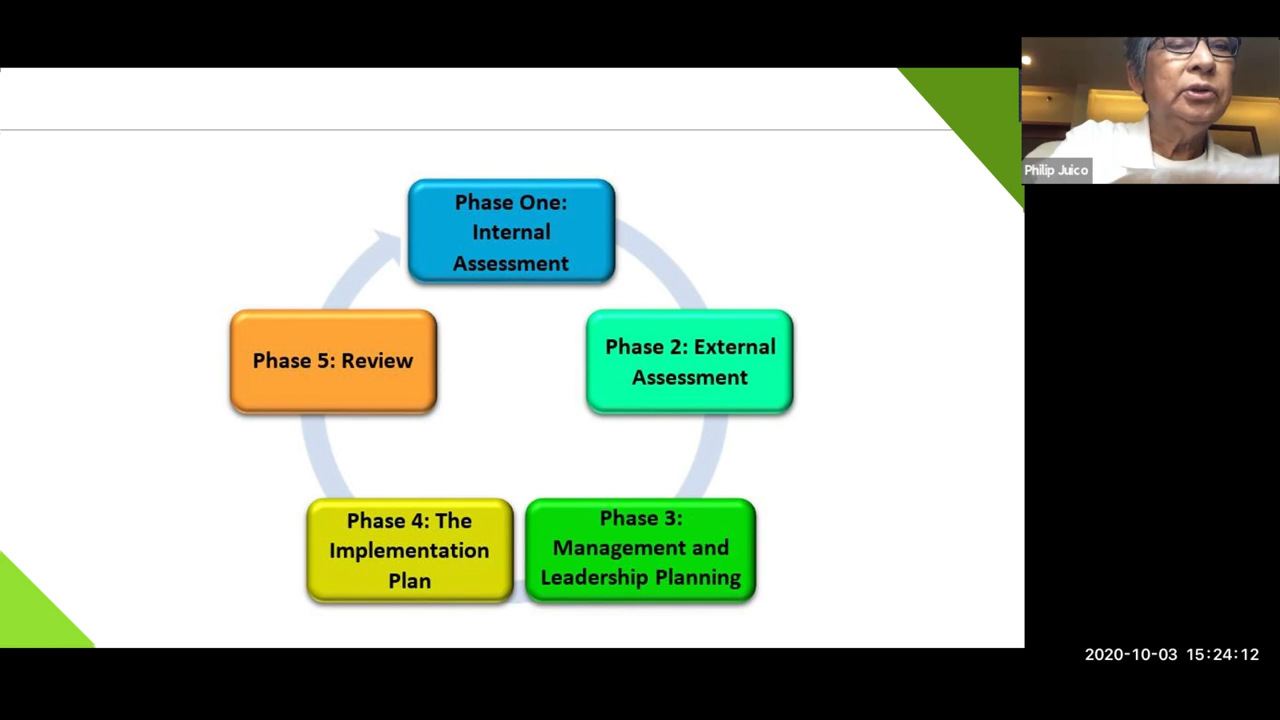 Philip Juico
Phase One:
Internal
Assessment
Phase 2: External
Assessment
Phase 3:
Management and
Leadership Planning
Phase 4: The
Implementation
Plan
Phase 5: Review
2020-10-03 15:24:12